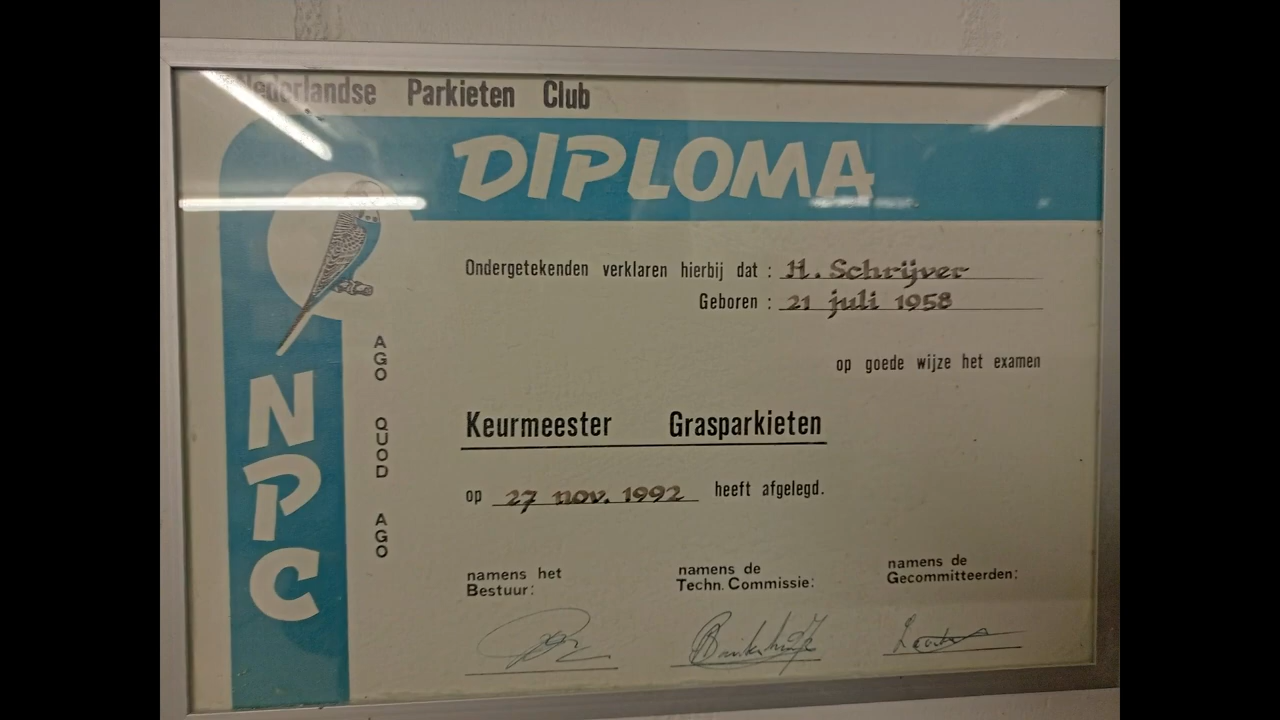 Nederlandse Parkieten Club
DIPLOMA
Ondergetekenden verklaren hierbij dat : H. Schrijver
Geboren : 21 juli 1958
op goede wijze het examen
Keurmeester Grasparkieten
op 27 nov. 1992 heeft afgelegd.
NPC
AGO QUOD AGO
namens het
Bestuur:
namens de
Techn. Commissie:
namens de
Gecommitteerden: